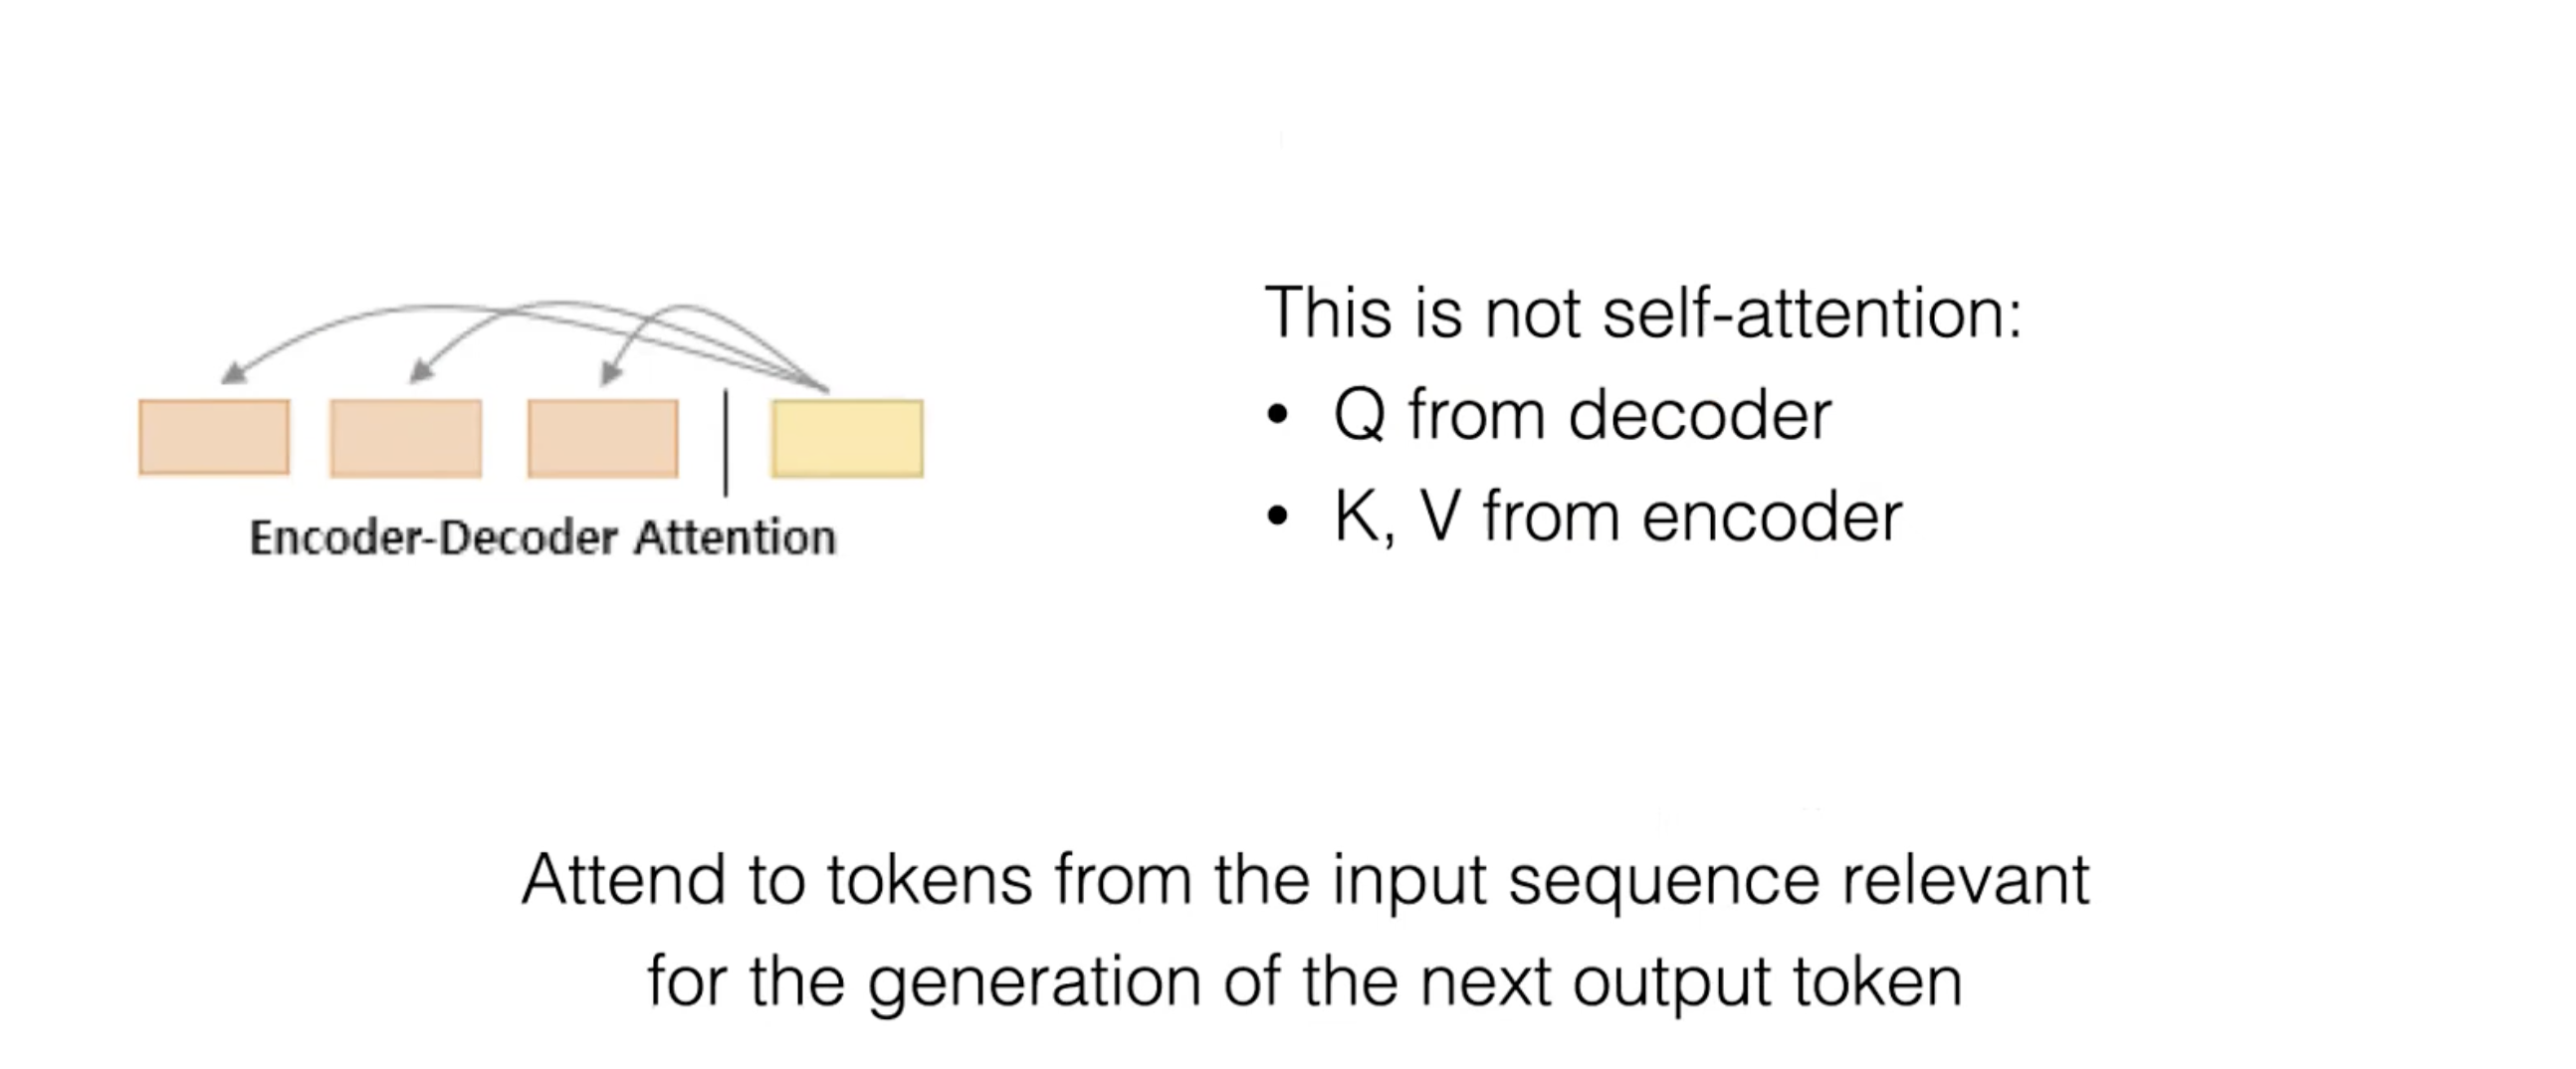 Encoder-Decoder Attention
This is not self-attention:
• Q from decoder
• K, V from encoder
Attend to tokens from the input sequence relevant
for the generation of the next output token